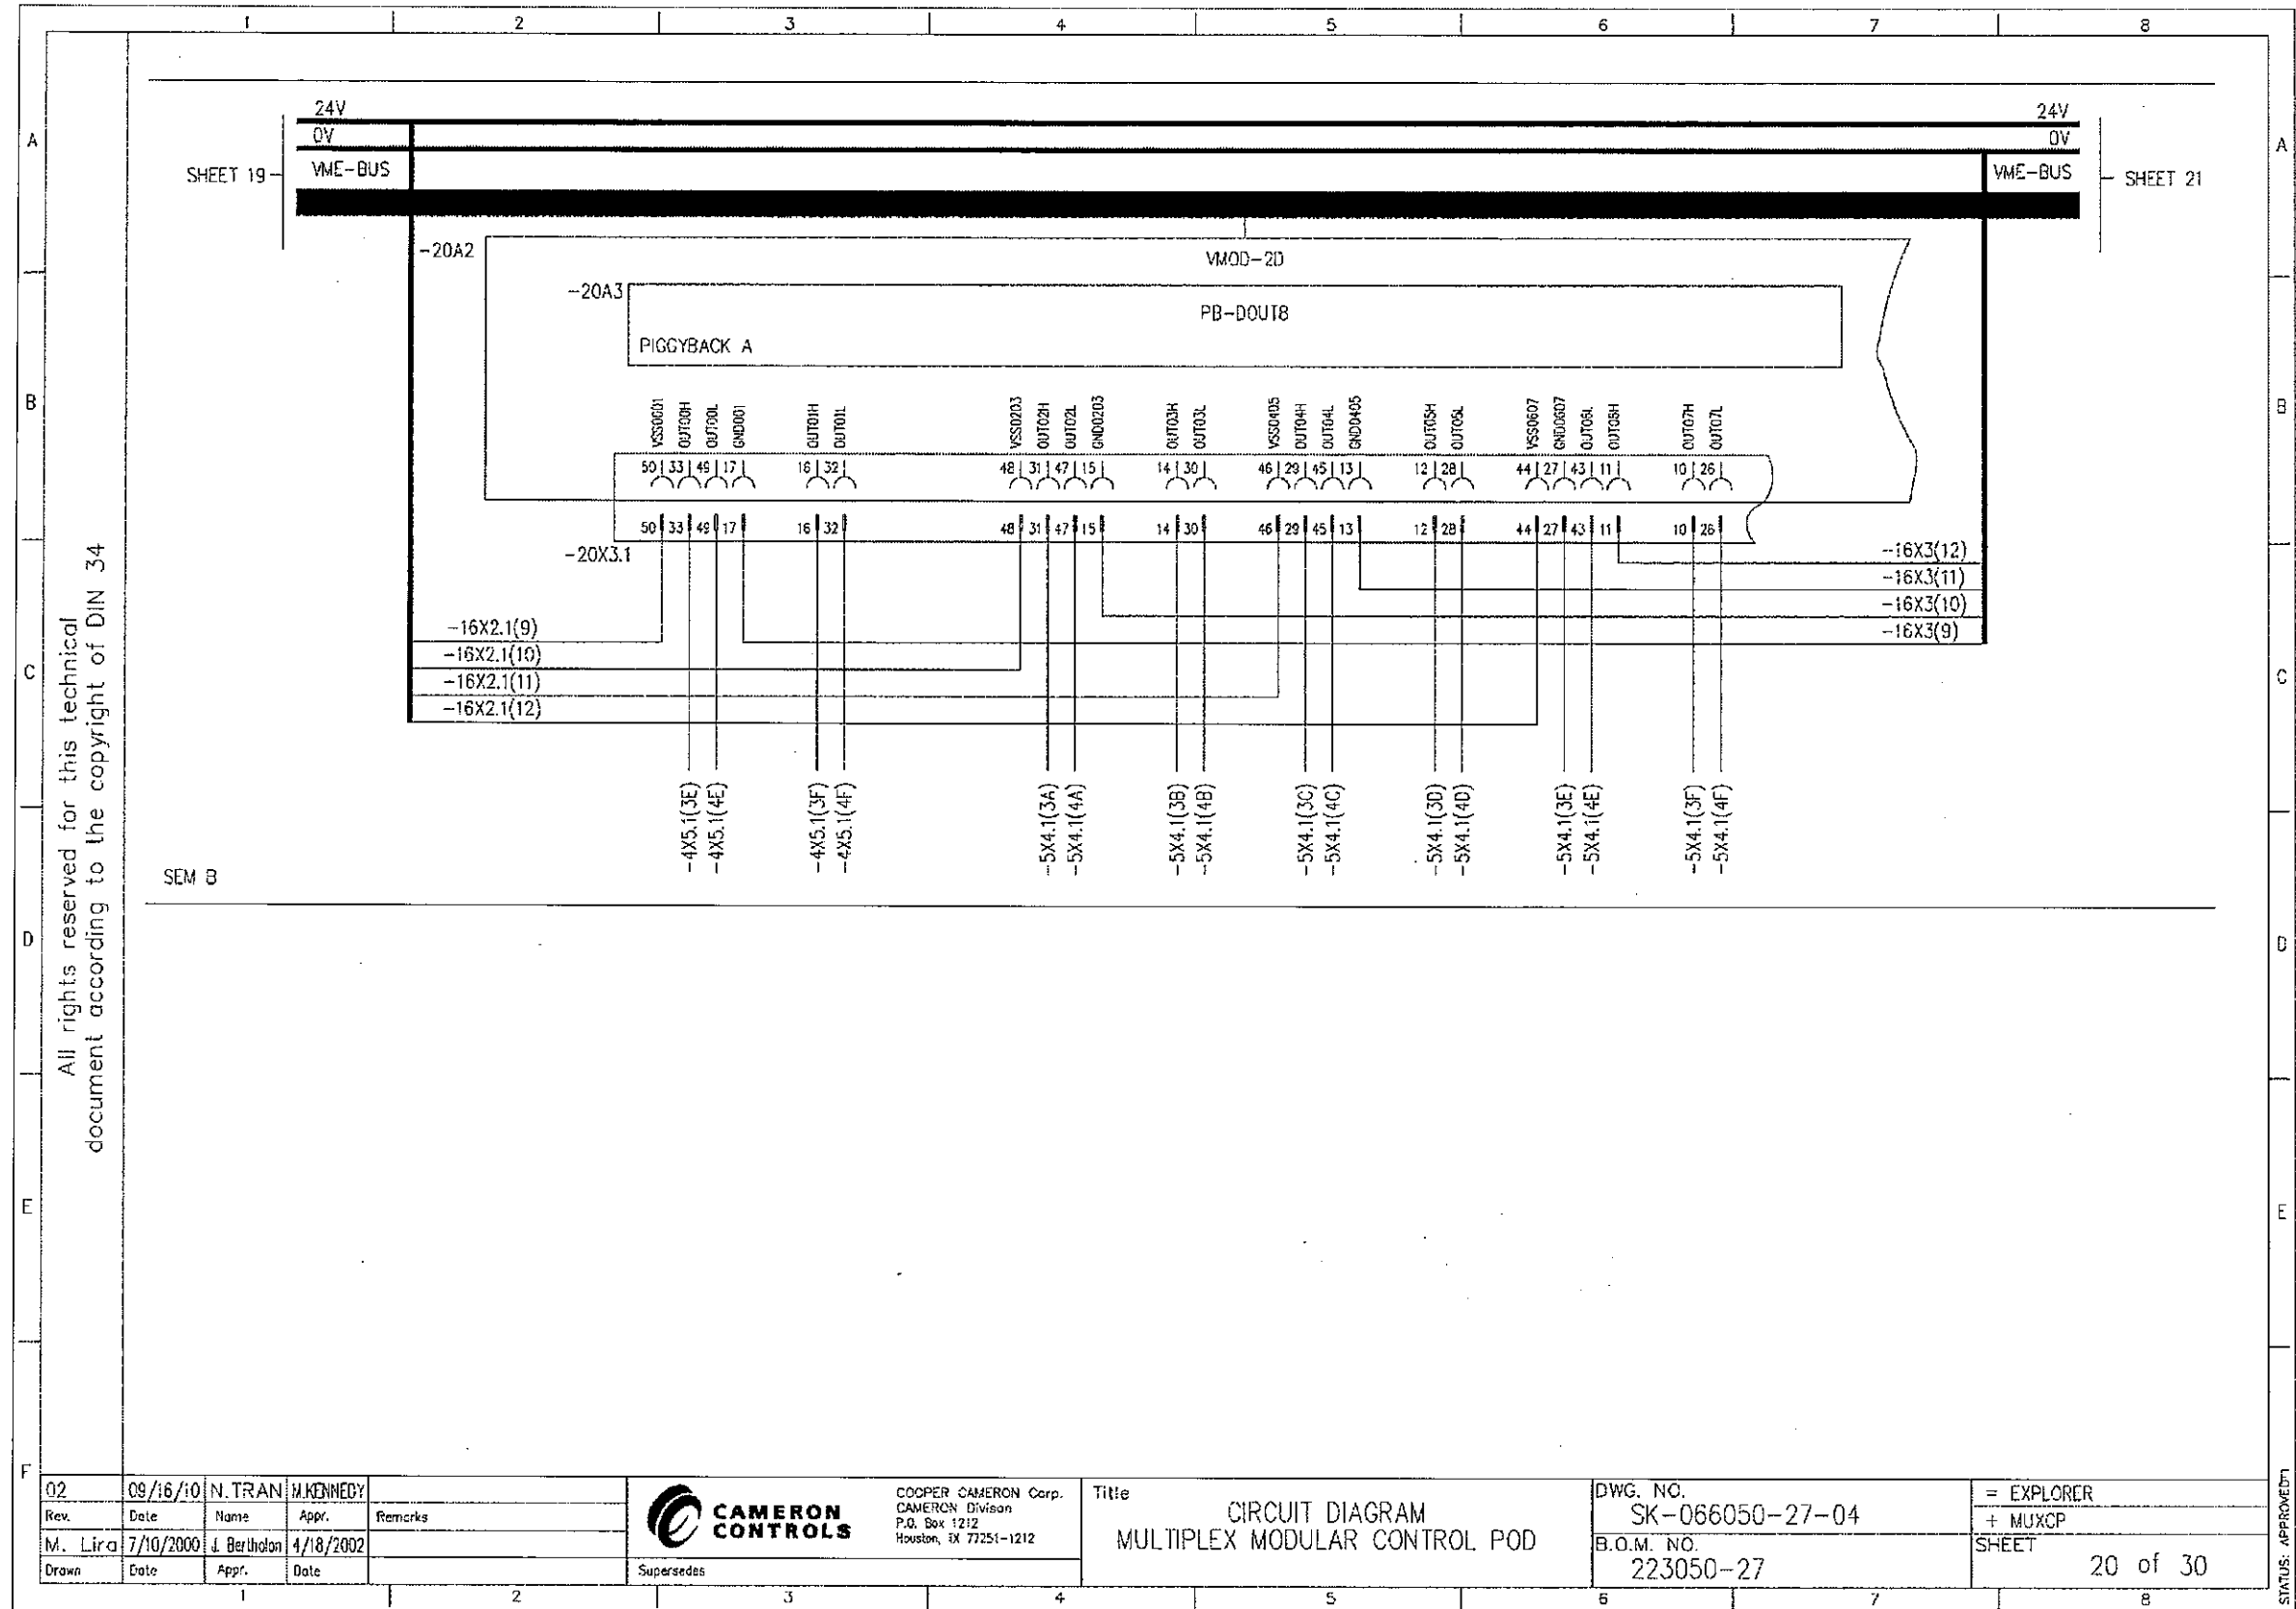 1 2 3 4 5 6 7 8
A
24V
0V
VME-BUS
SHEET 19
24V
0V
VME-BUS
SHEET 21
A
-20A2
VMOD-2D
-20A3
PB-DOUT8
PIGGYBACK A
B
B
VSS0001 OUT00H OUT00L GND001 OUT01H OUT01L VSS0203 OUT02H OUT02L GND0203 OUT03H OUT03L VSS0405 OUT04H OUT04L GND0405 OUT05H OUT05L VSS0607 GND0607 OUT06L OUT06H OUT07H OUT07L
50 33 49 17 16 32 48 31 47 15 14 30 46 29 45 13 12 28 44 27 43 11 10 26
50 33 49 17 16 32 48 31 47 15 14 30 46 29 45 13 12 28 44 27 43 11 10 26
-20X3.1
-16X3(12)
-16X3(11)
-16X3(10)
-16X3(9)
-16X2.1(9)
-16X2.1(10)
-16X2.1(11)
-16X2.1(12)
C
C
-4X5.1(3E)
-4X5.1(4E)
-4X5.1(3F)
-4X5.1(4F)
-5X4.1(3A)
-5X4.1(4A)
-5X4.1(3B)
-5X4.1(4B)
-5X4.1(3C)
-5X4.1(4C)
-5X4.1(3D)
-5X4.1(4D)
-5X4.1(3E)
-5X4.1(4E)
-5X4.1(3F)
-5X4.1(4F)
SEM B
D
D
All rights reserved for this technical
document according to the copyright of DIN 34
E
E
F
02 09/16/10 N. TRAN M.KENNEDY
Rev. Date Name Appr. Remarks
M. Lira 7/10/2000 J. Bertholon 4/18/2002
Drawn Date Appr. Date
CAMERON
CONTROLS
COOPER CAMERON Corp.
CAMERON Divison
P.O. Box 1212
Houston, TX 77251-1212
Supersedes
Title
CIRCUIT DIAGRAM
MULTIPLEX MODULAR CONTROL POD
DWG. NO.
SK-066050-27-04
B.O.M. NO.
223050-27
= EXPLORER
+ MUXCP
SHEET
20 of 30
STATUS: APPROVED
1 2 3 4 5 6 7 8